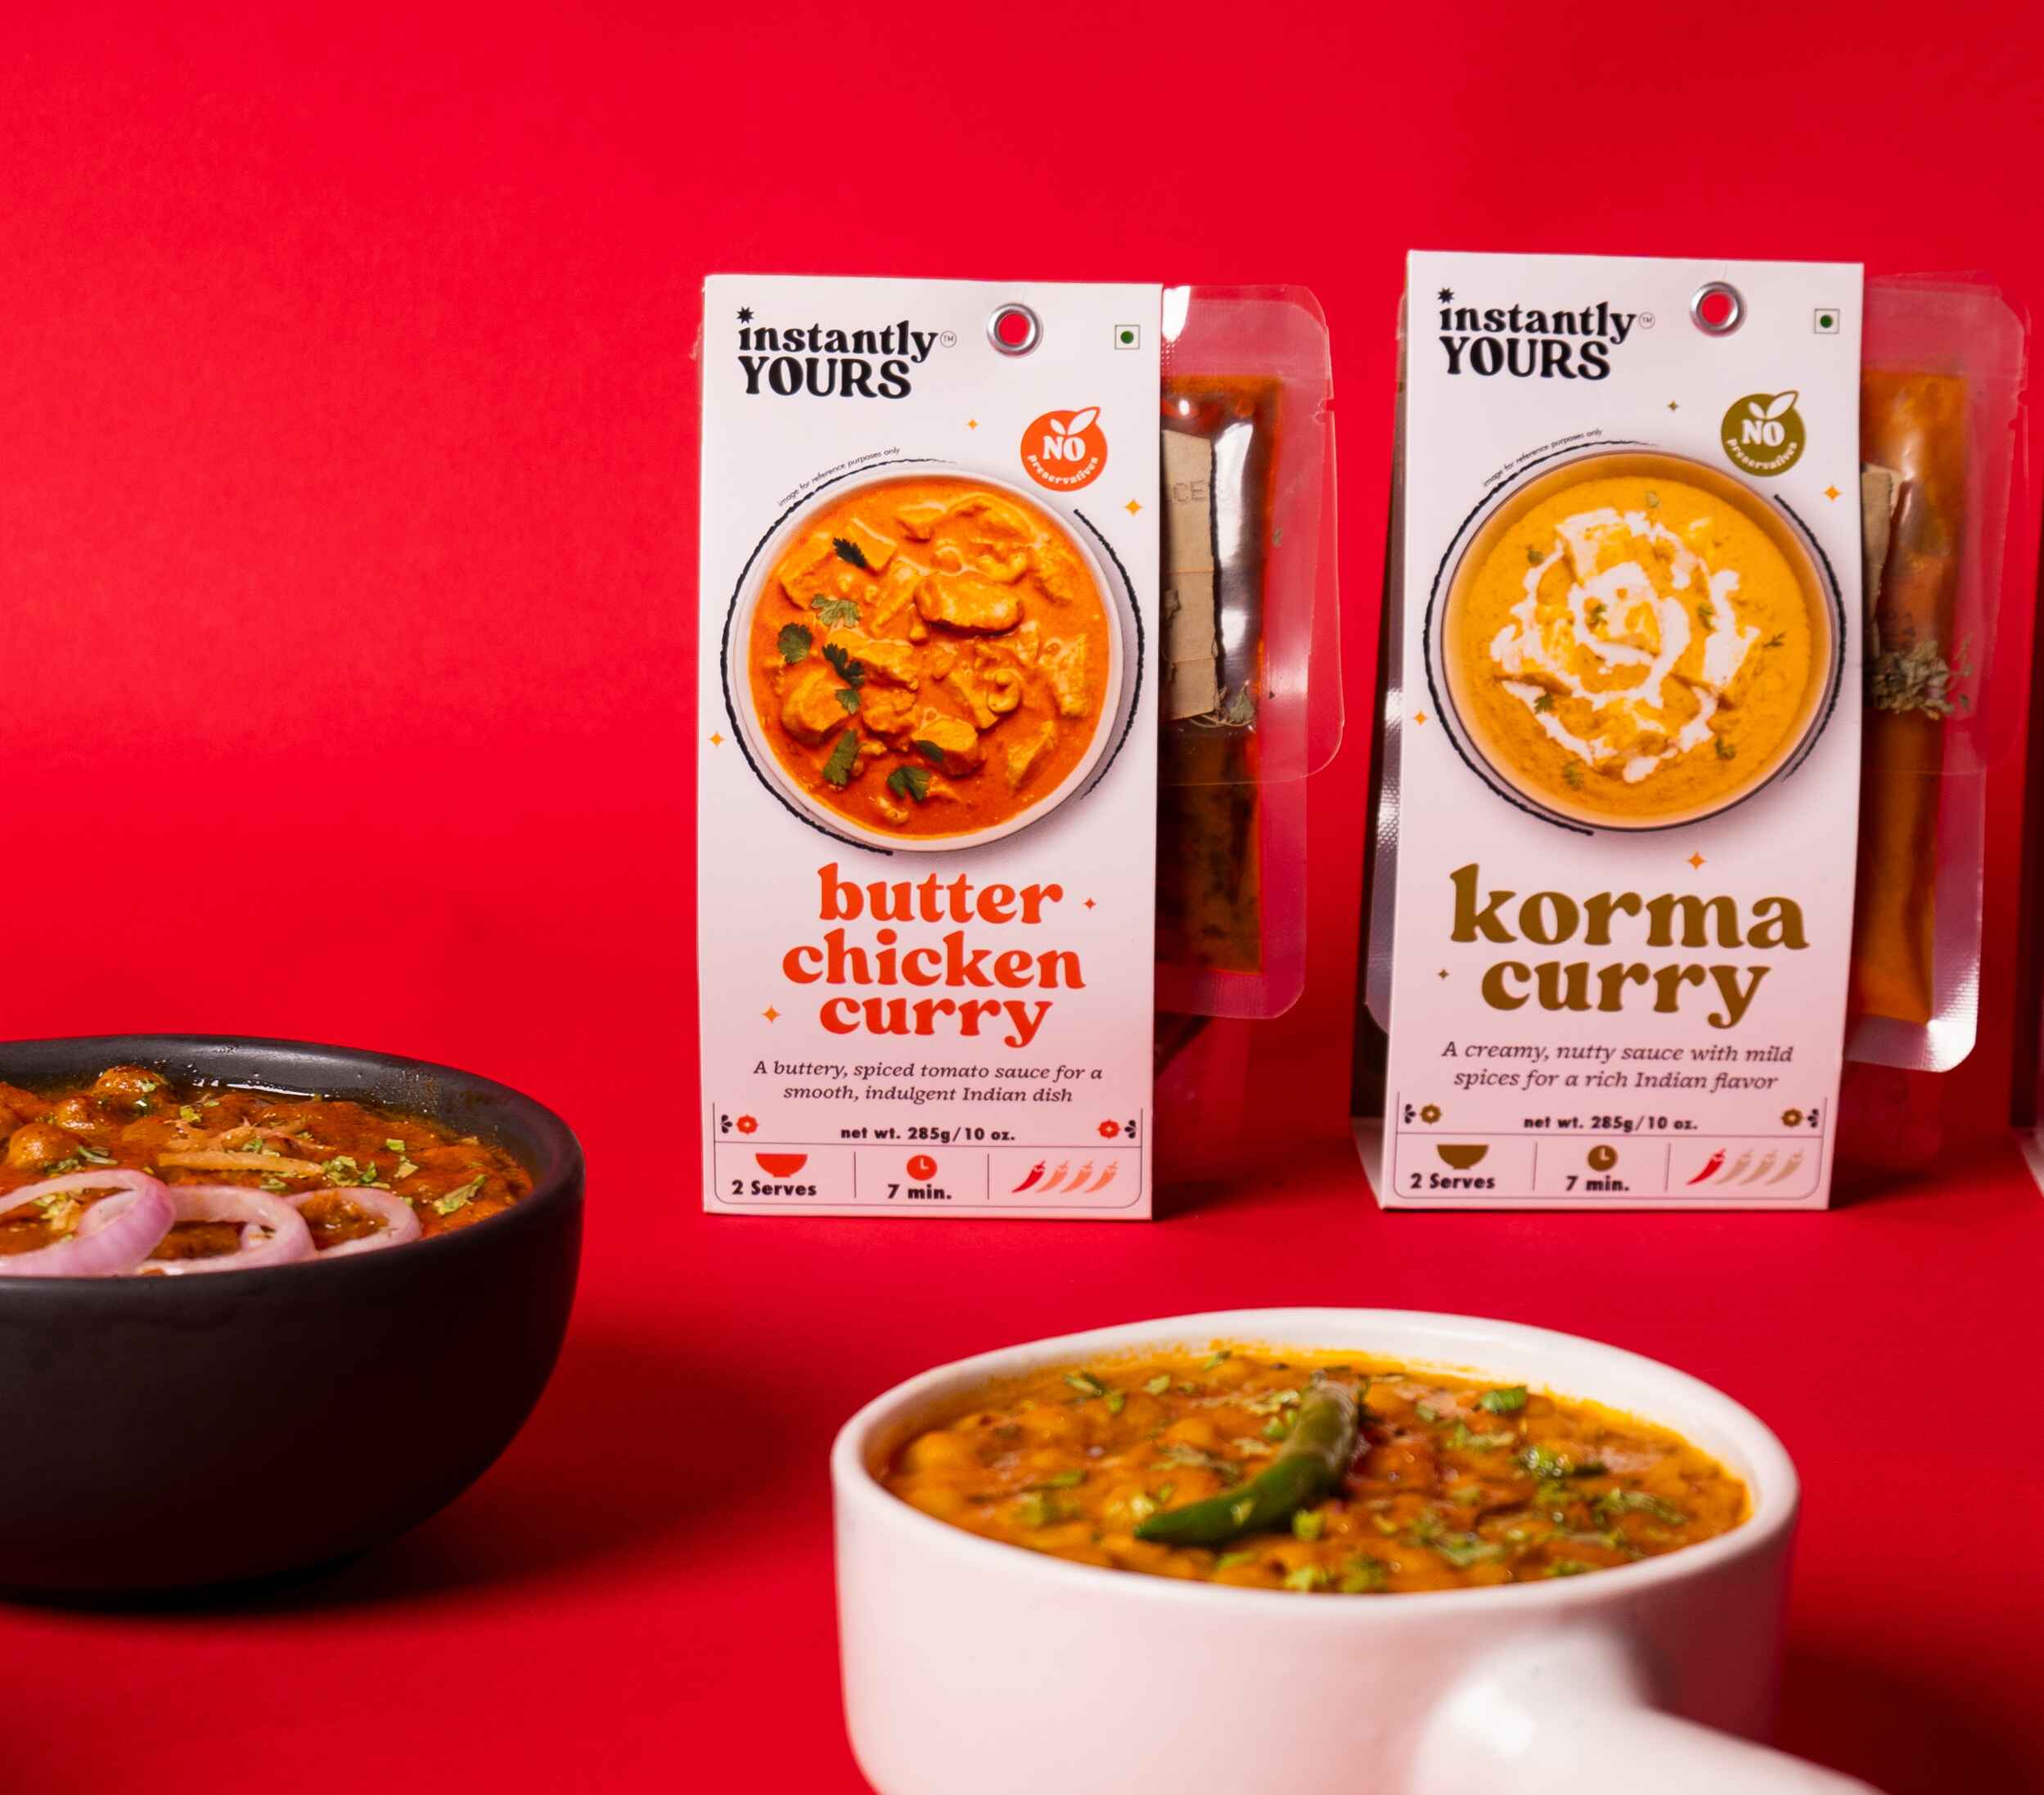 instantly™
YOURS
NO
preservatives
image for reference purposes only
butter
chicken
curry
A buttery, spiced tomato sauce for a
smooth, indulgent Indian dish
net wt. 285g/10 oz.
2 Serves
7 min.
instantly™
YOURS
NO
preservatives
image for reference purposes only
korma
curry
A creamy, nutty sauce with mild
spices for a rich Indian flavor
net wt. 285g/10 oz.
2 Serves
7 min.